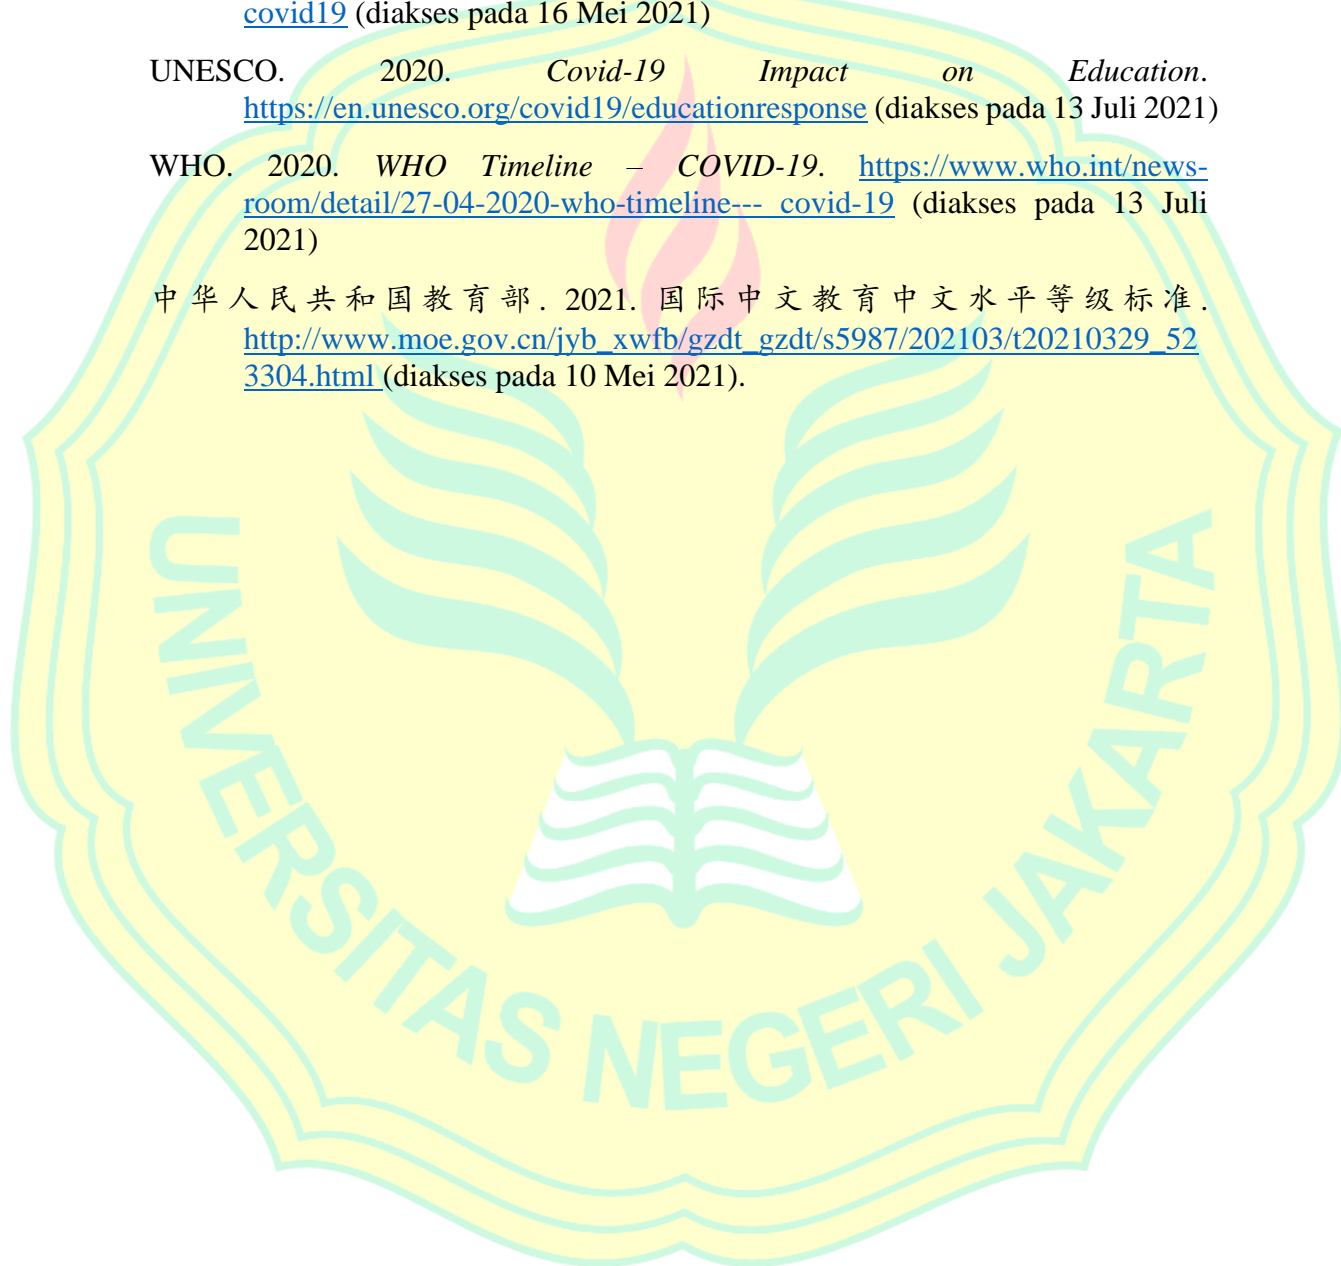 covid19 (diakses pada 16 Mei 2021)
UNESCO. 2020. Covid-19 Impact on Education.
https://en.unesco.org/covid19/educationresponse (diakses pada 13 Juli 2021)
WHO. 2020. WHO Timeline – COVID-19. https://www.who.int/news-
room/detail/27-04-2020-who-timeline--- covid-19 (diakses pada 13 Juli
2021)
中华人民共和国教育部. 2021. 国际中文教育中文水平等级标准.
http://www.moe.gov.cn/jyb_xwfb/gzdt_gzdt/s5987/202103/t20210329_52
3304.html (diakses pada 10 Mei 2021).
UNIVERSITAS NEGERI JAKARTA